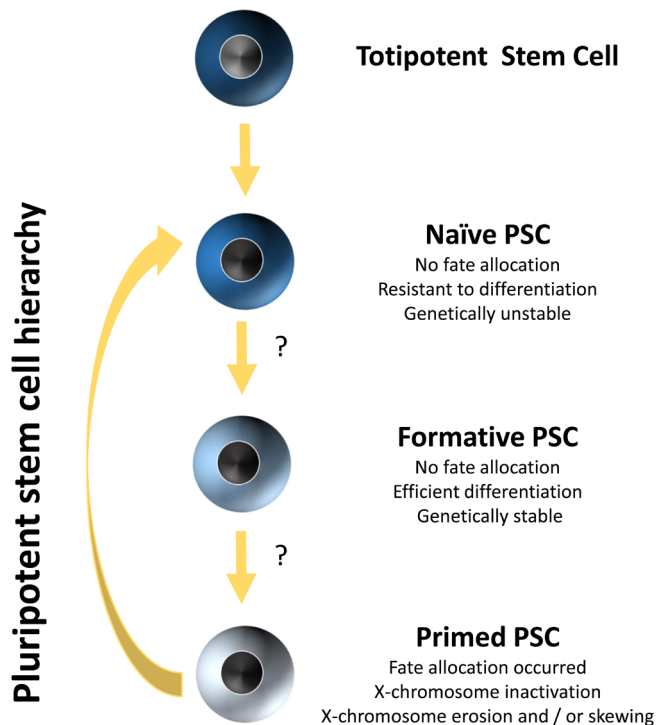 Totipotent Stem Cell
Pluripotent stem cell hierarchy
Naïve PSC
No fate allocation
Resistant to differentiation
Genetically unstable
?
Formative PSC
No fate allocation
Efficient differentiation
Genetically stable
?
Primed PSC
Fate allocation occurred
X-chromosome inactivation
X-chromosome erosion and / or skewing